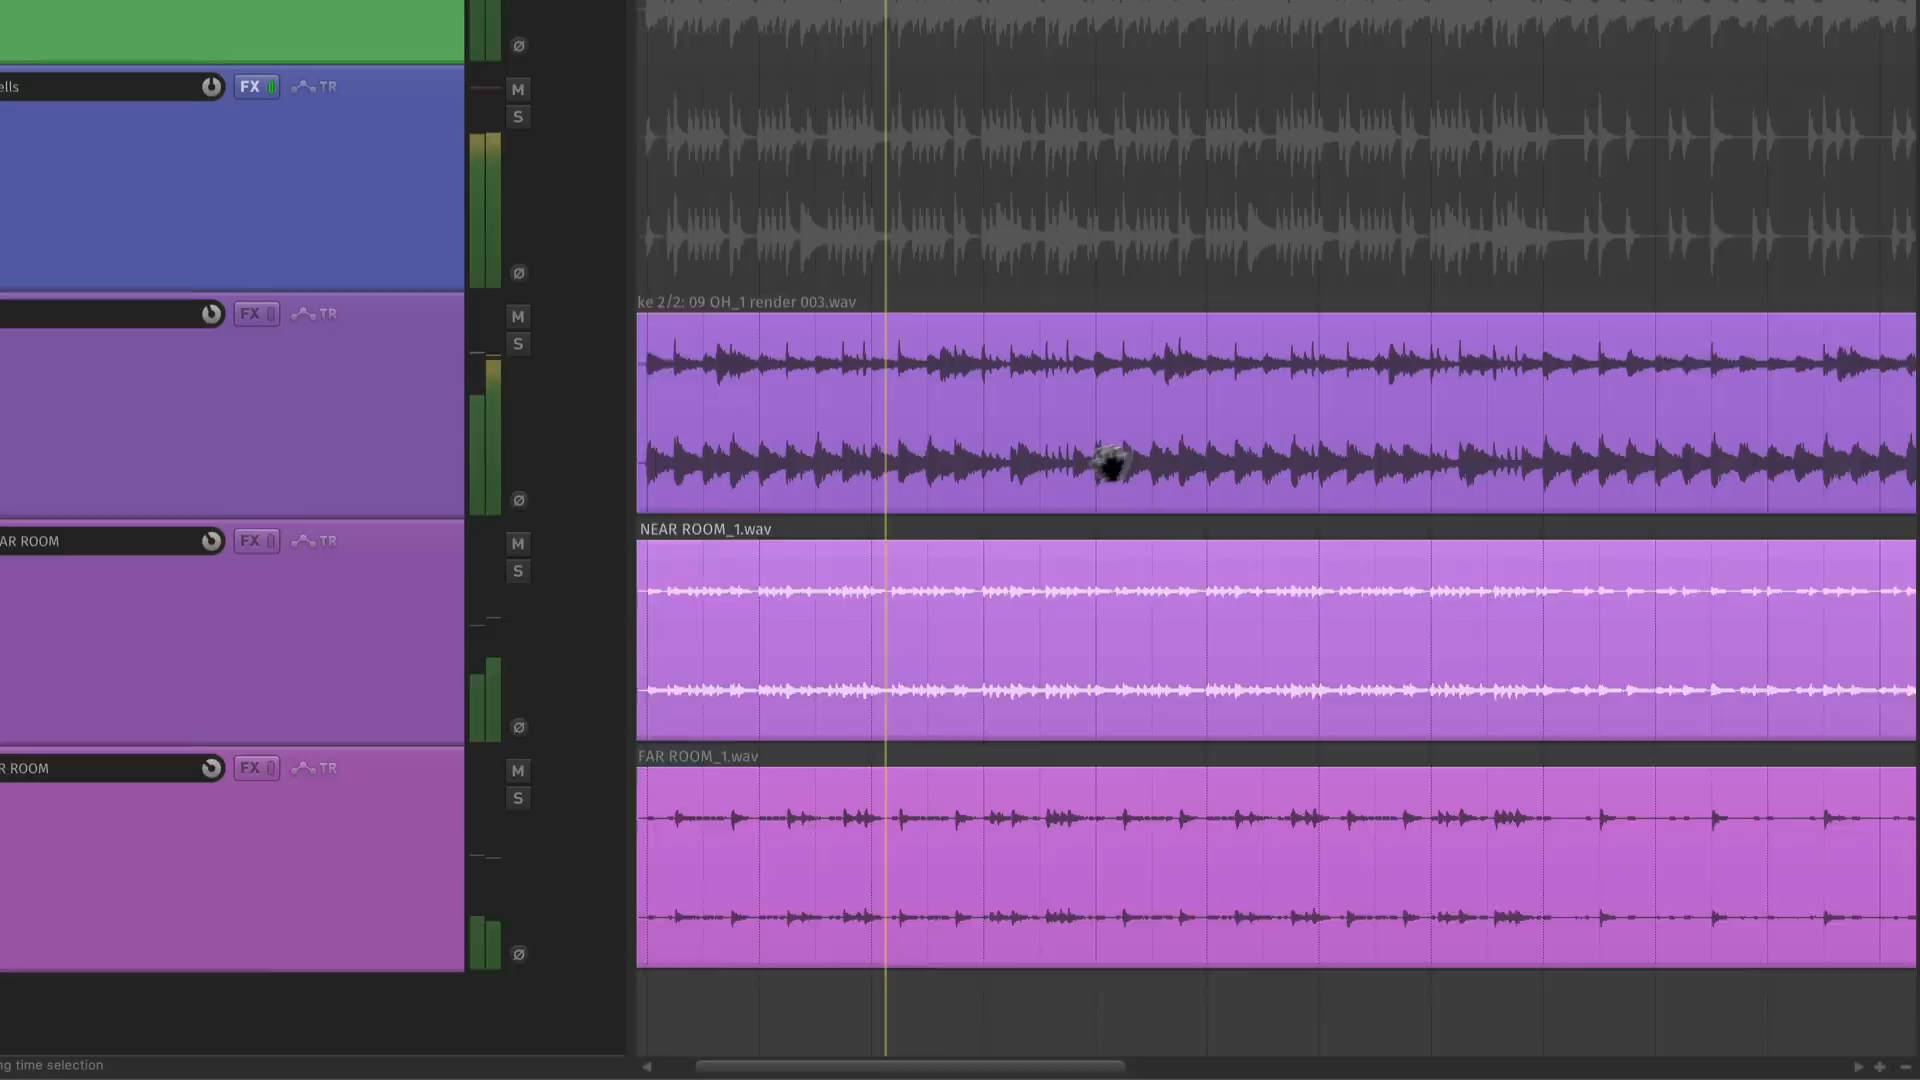 ells FX TR M
S
ke 2/2: 09 OH_1 render 003.wav
FX TR M
S
NEAR ROOM_1.wav
AR ROOM FX TR M
S
FAR ROOM_1.wav
R ROOM FX TR M
S
ng time selection